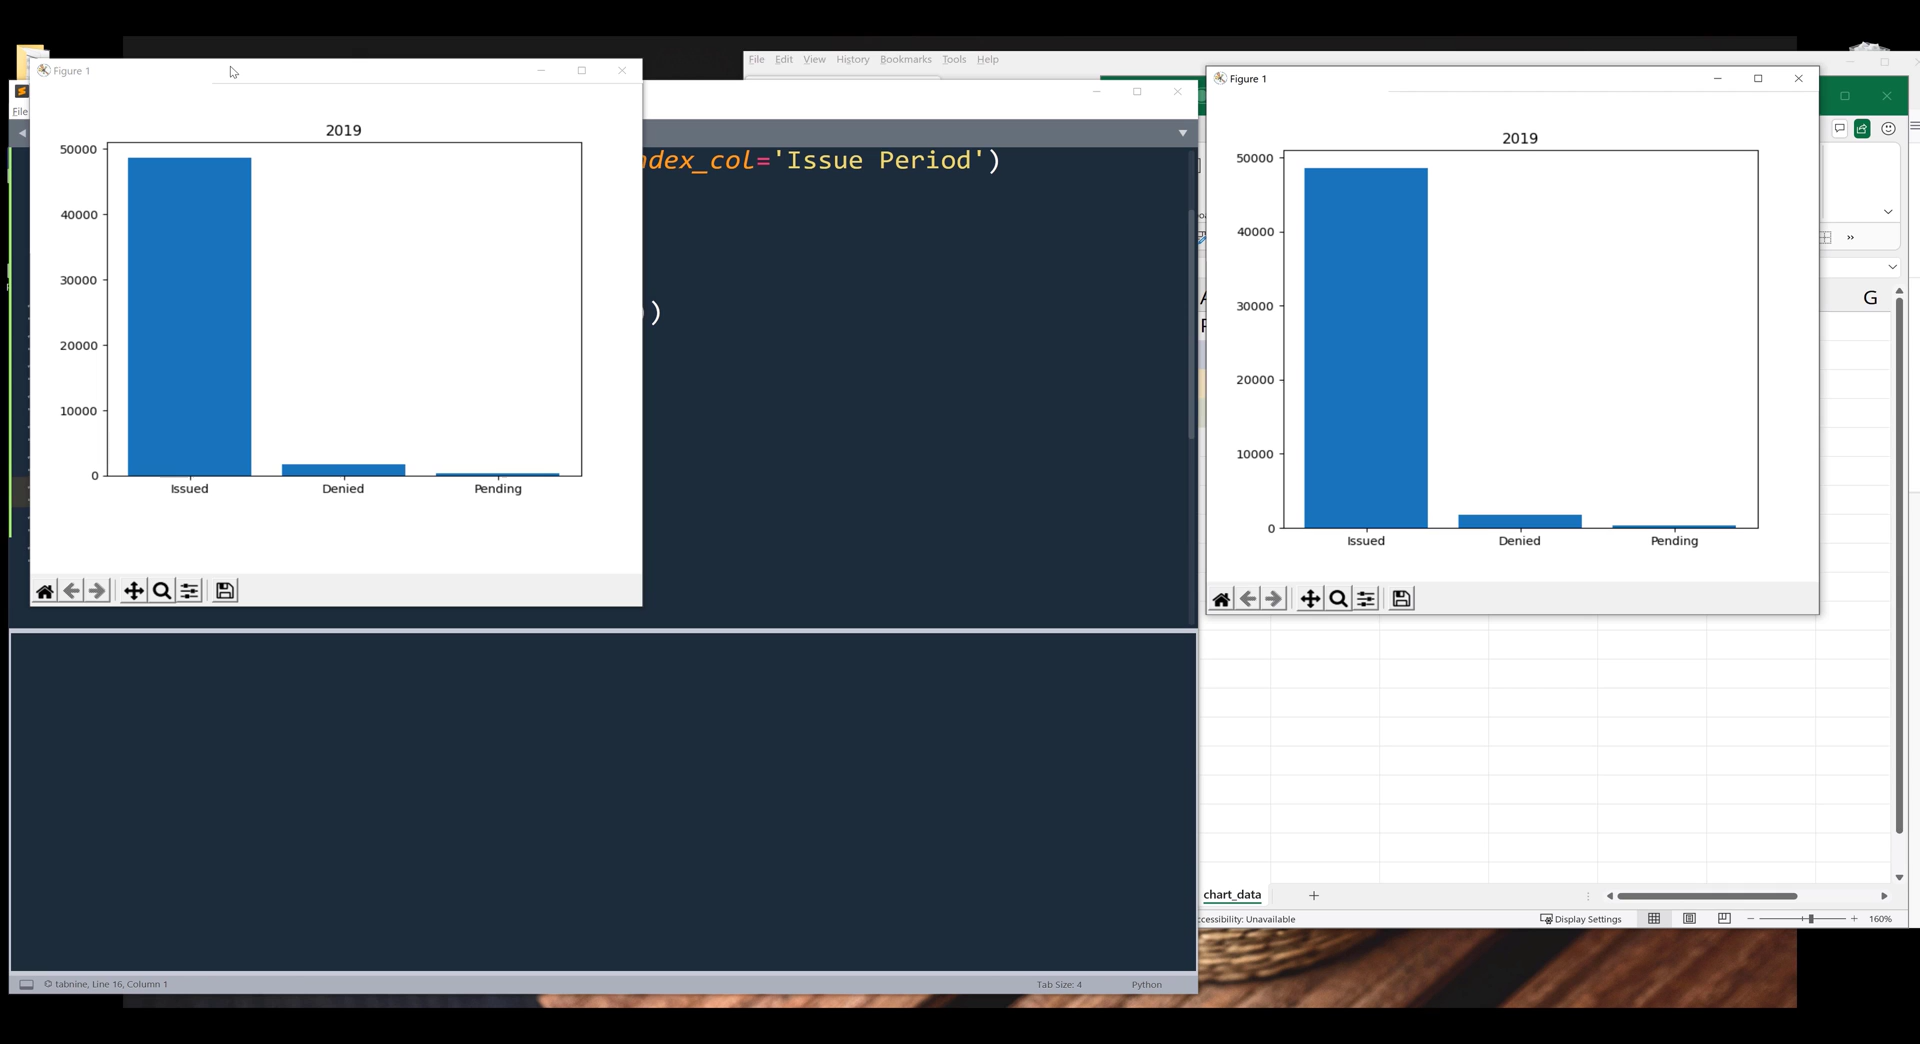 Figure 1
2019
50000
40000
30000
20000
10000
0
Issued Denied Pending
File
ndex_col='Issue Period')
))
tabnine, Line 16, Column 1
Tab Size: 4
Python
File Edit View History Bookmarks Tools Help
Figure 1
2019
50000
40000
30000
20000
10000
0
Issued Denied Pending
G
chart_data
ccessibility: Unavailable
Display Settings
160%